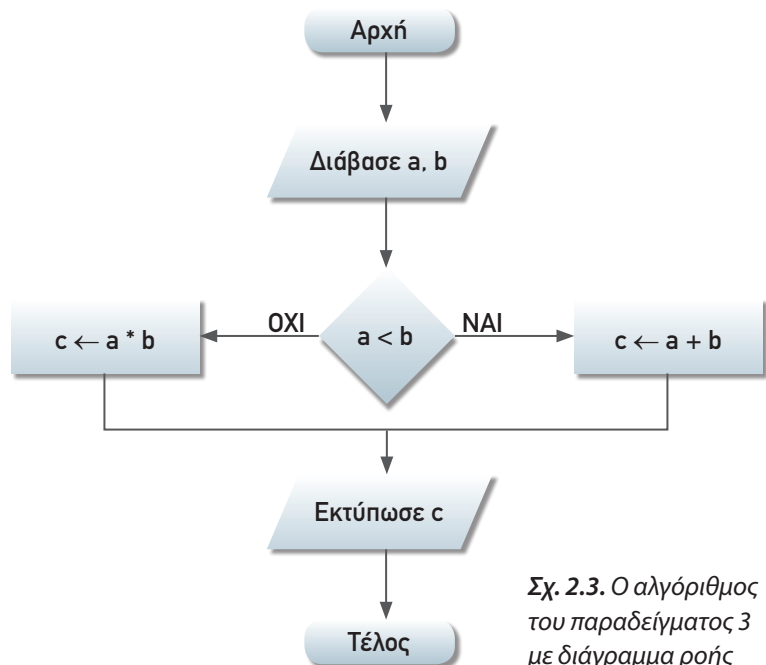 Αρχή
Διάβασε a, b
ΟΧΙ
a < b
ΝΑΙ
c ← a * b
c ← a + b
Εκτύπωσε c
Τέλος
Σχ. 2.3. Ο αλγόριθμος
του παραδείγματος 3
με διάγραμμα ροής